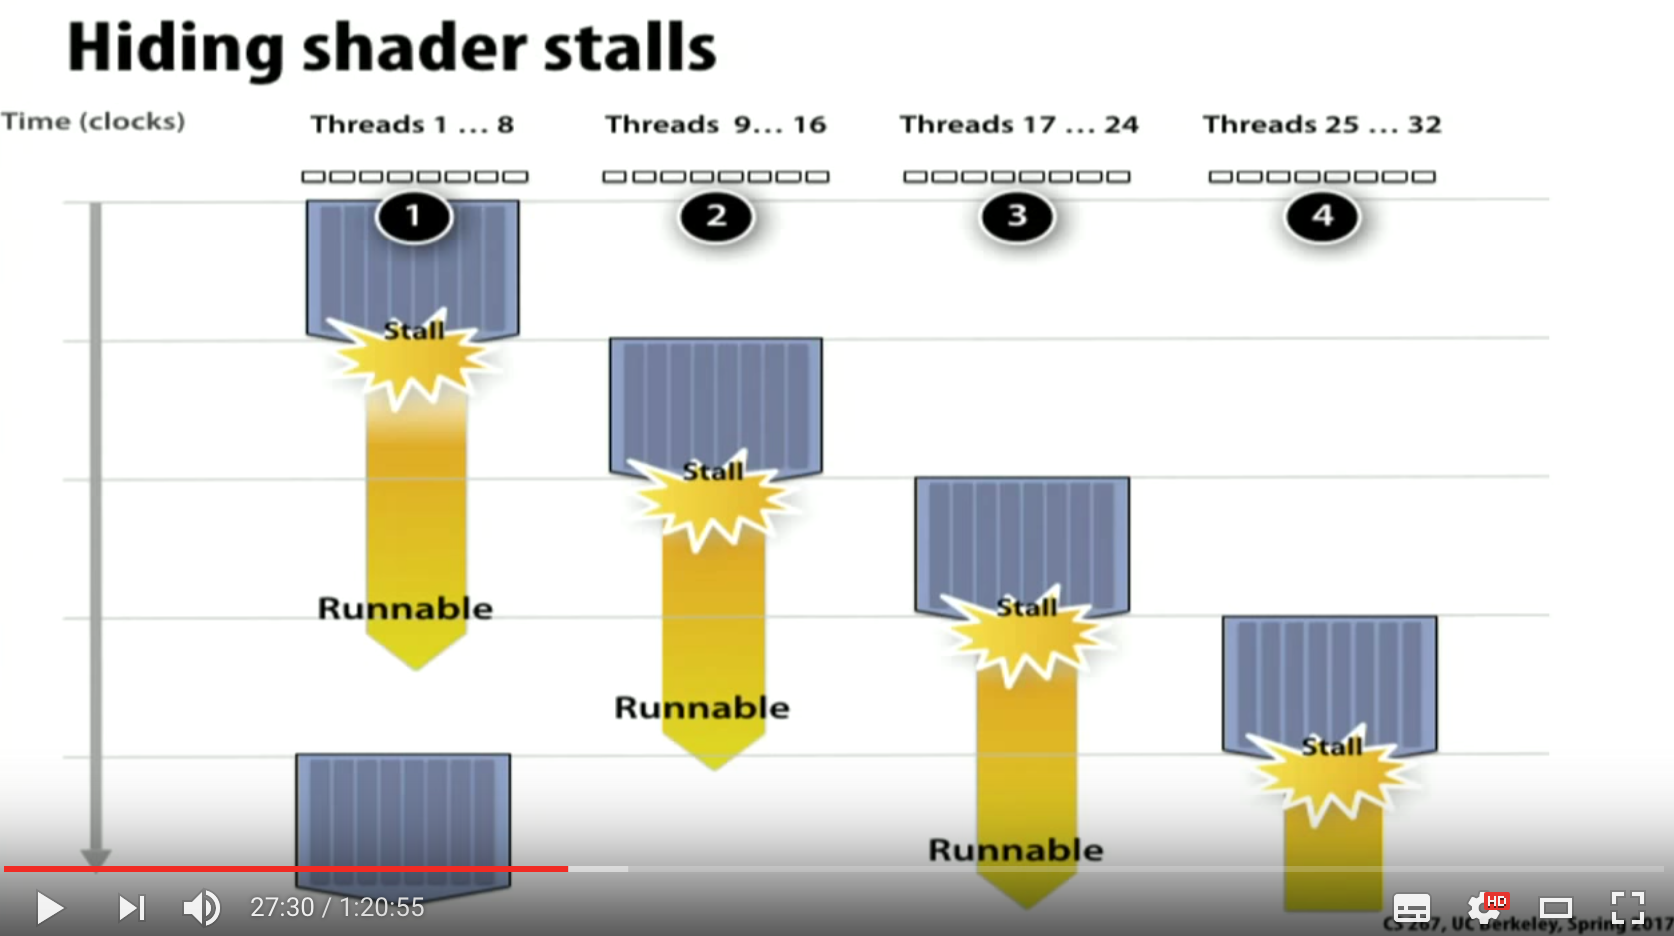 Hiding shader stalls
Time (clocks)
Threads 1 ... 8
Threads 9... 16
Threads 17 ... 24
Threads 25 ... 32
1
2
3
4
Stall
Stall
Stall
Stall
Runnable
Runnable
Runnable
27:30 / 1:20:55
HD
CS 267, UC Berkeley, Spring 2017